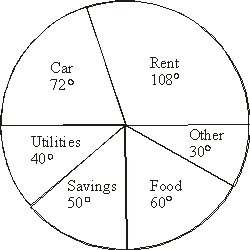 Car
72°
Rent
108°
Utilities
40°
Other
30°
Savings
50°
Food
60°